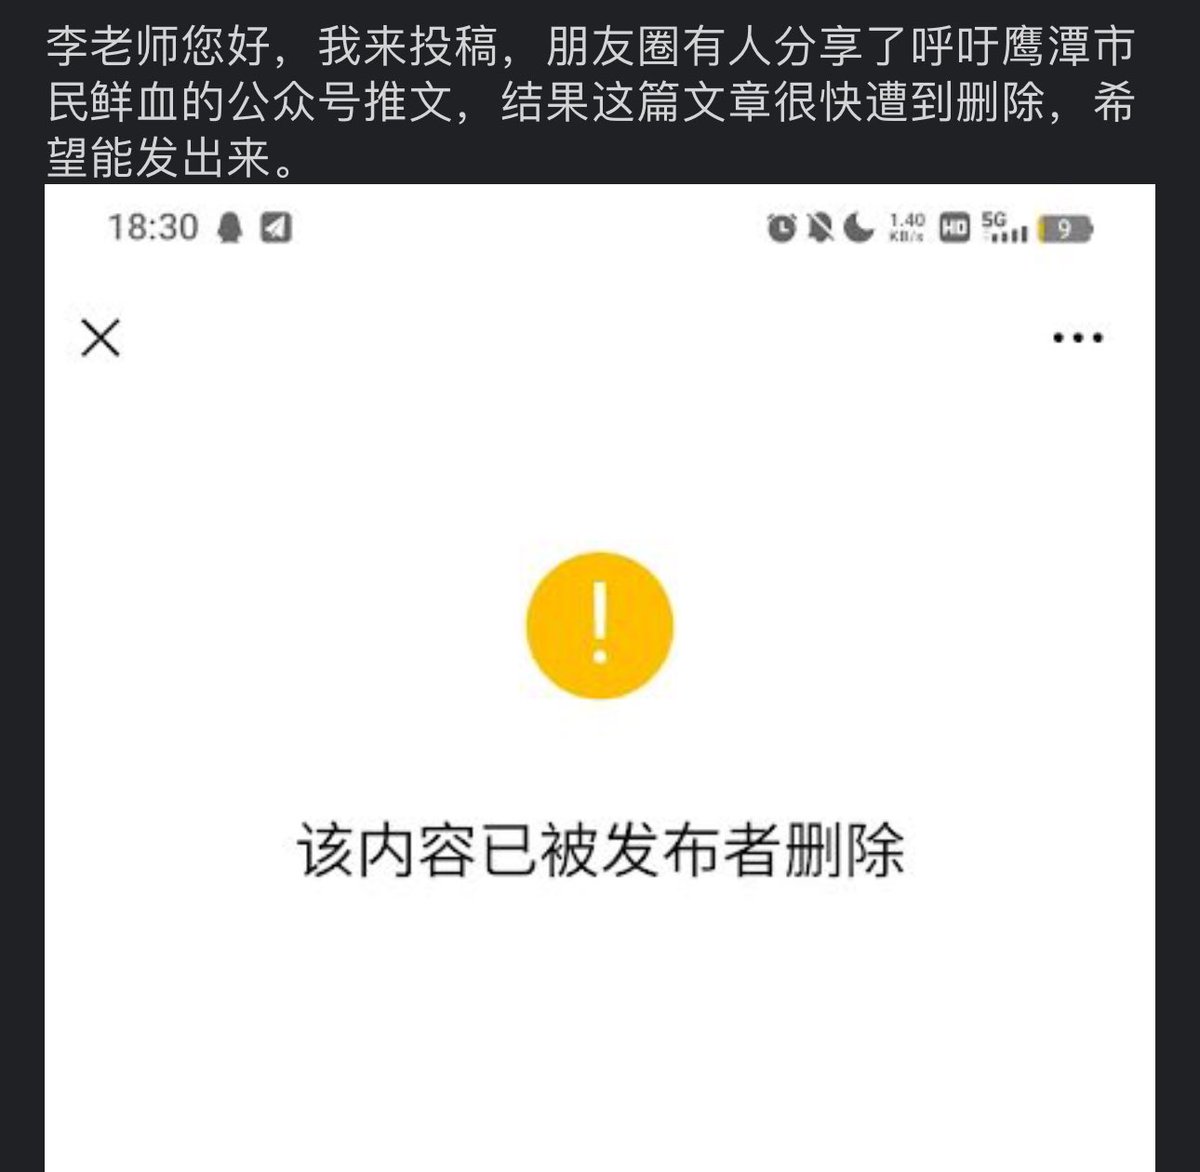 李老师您好，我来投稿，朋友圈有人分享了呼吁鹰潭市
民鲜血的公众号推文，结果这篇文章很快遭到删除，希
望能发出来。
18:30 1.40 KB/s HD 5G 9
该内容已被发布者删除